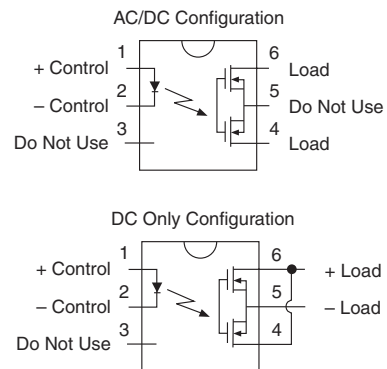 AC/DC Configuration
1
+ Control
2
– Control
3
Do Not Use
6
Load
5
Do Not Use
4
Load
DC Only Configuration
1
+ Control
2
– Control
3
Do Not Use
6
+ Load
5
– Load
4